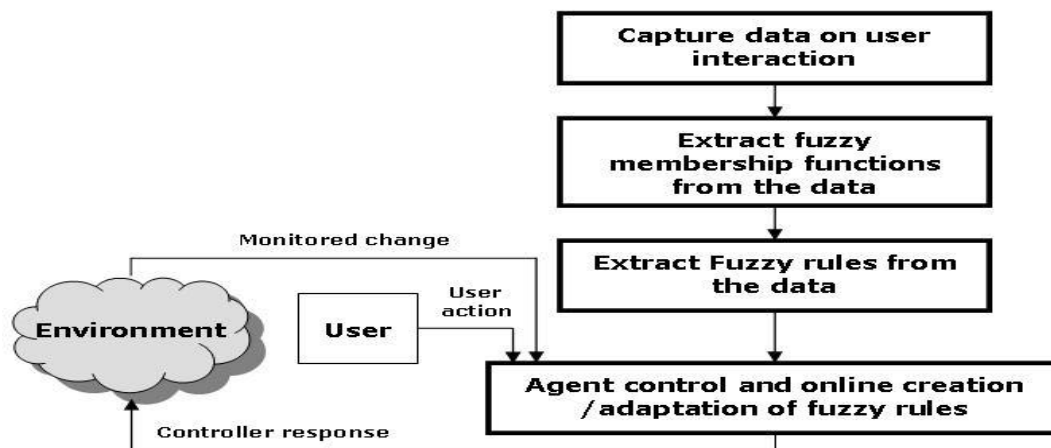 Capture data on user
interaction
Extract fuzzy
membership functions
from the data
Monitored change
Extract Fuzzy rules from
the data
User
action
Environment
User
Agent control and online creation
/adaptation of fuzzy rules
Controller response